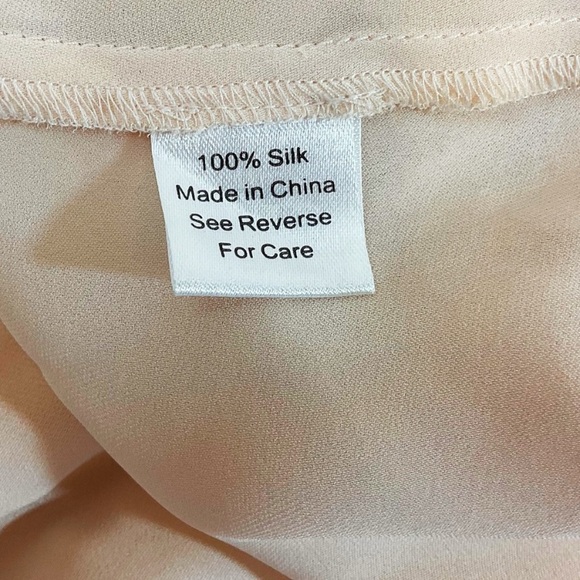 100% Silk
Made in China
See Reverse
For Care